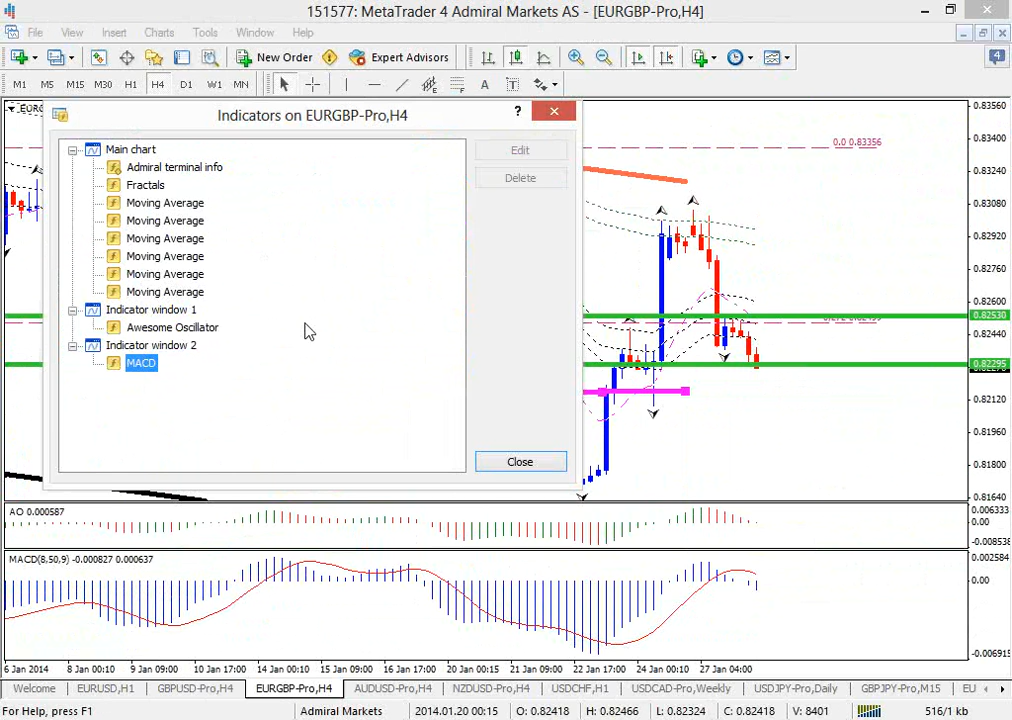 151577: MetaTrader 4 Admiral Markets AS - [EURGBP-Pro,H4]
File View Insert Charts Tools Window Help
New Order Expert Advisors 4
M1 M5 M15 M30 H1 H4 D1 W1 MN A T
Indicators on EURGBP-Pro,H4 ?
Main chart
Admiral terminal info
Fractals
Moving Average
Moving Average
Moving Average
Moving Average
Moving Average
Moving Average
Indicator window 1
Awesome Oscillator
Indicator window 2
MACD
Edit
Delete
Close
0.0 0.83356
0.83560
0.83400
0.83240
0.83080
0.82920
0.82760
0.82600
0.82530
0.82440
0.82295
0.82120
0.81960
0.81800
0.81640
AO 0.000587
0.006333
0.00
-0.008538
MACD(8,50,9) -0.000827 0.000637
0.002584
0.00
-0.006915
6 Jan 2014 8 Jan 00:10 9 Jan 09:00 10 Jan 17:00 14 Jan 00:10 15 Jan 09:00 16 Jan 17:00 20 Jan 00:15 21 Jan 09:00 22 Jan 17:00 24 Jan 00:10 27 Jan 04:00
Welcome EURUSD,H1 GBPUSD-Pro,H4 EURGBP-Pro,H4 AUDUSD-Pro,H4 NZDUSD-Pro,H4 USDCHF,H1 USDCAD-Pro,Weekly USDJPY-Pro,Daily GBPJPY-Pro,M15 EU
For Help, press F1 Admiral Markets 2014.01.20 00:15 O: 0.82418 H: 0.82466 L: 0.82324 C: 0.82418 V: 8401 516/1 kb